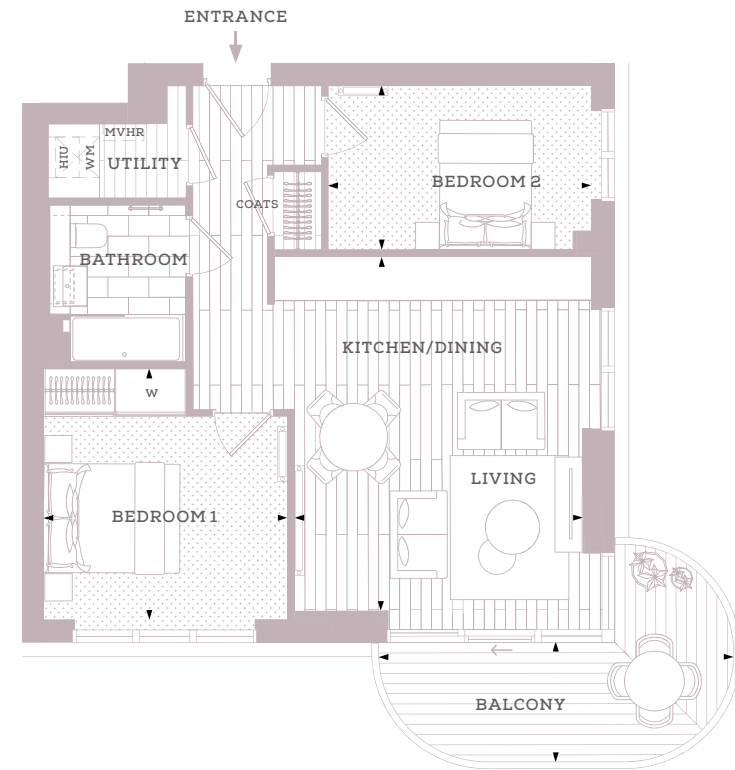 ENTRANCE
MVHR
HIU
WM
UTILITY
BEDROOM 2
COATS
BATHROOM
KITCHEN/DINING
W
LIVING
BEDROOM 1
BALCONY